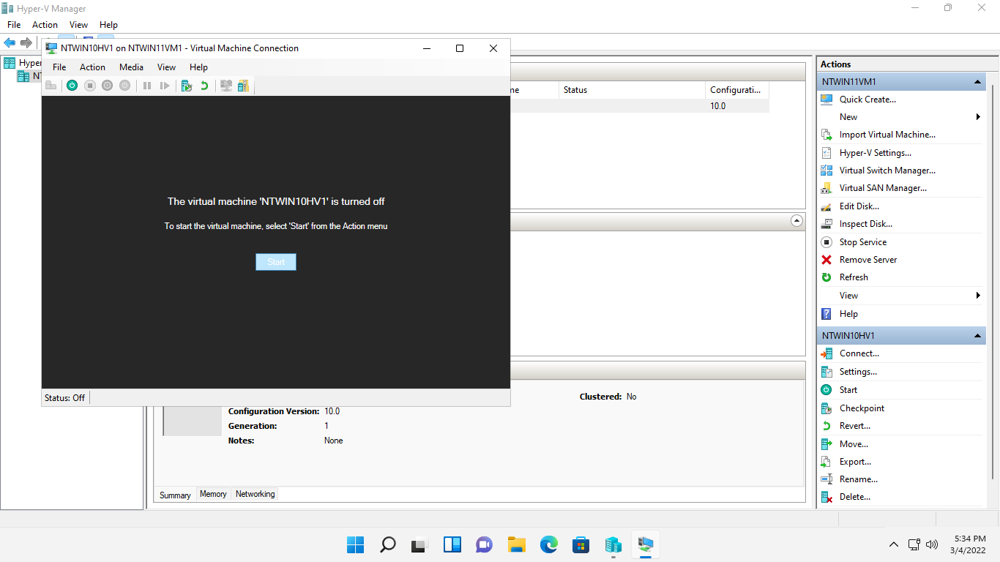 Hyper-V Manager
File Action View Help
NTWIN10HV1 on NTWIN11VM1 - Virtual Machine Connection
File Action Media View Help
The virtual machine 'NTWIN10HV1' is turned off
To start the virtual machine, select 'Start' from the Action menu
Start
Status: Off
Status Configurati...
10.0
Clustered: No
Configuration Version: 10.0
Generation: 1
Notes: None
Summary Memory Networking
Actions
NTWIN11VM1
Quick Create...
New
Import Virtual Machine...
Hyper-V Settings...
Virtual Switch Manager...
Virtual SAN Manager...
Edit Disk...
Inspect Disk...
Stop Service
Remove Server
Refresh
View
Help
NTWIN10HV1
Connect...
Settings...
Start
Checkpoint
Revert...
Move...
Export...
Rename...
Delete...
5:34 PM
3/4/2022